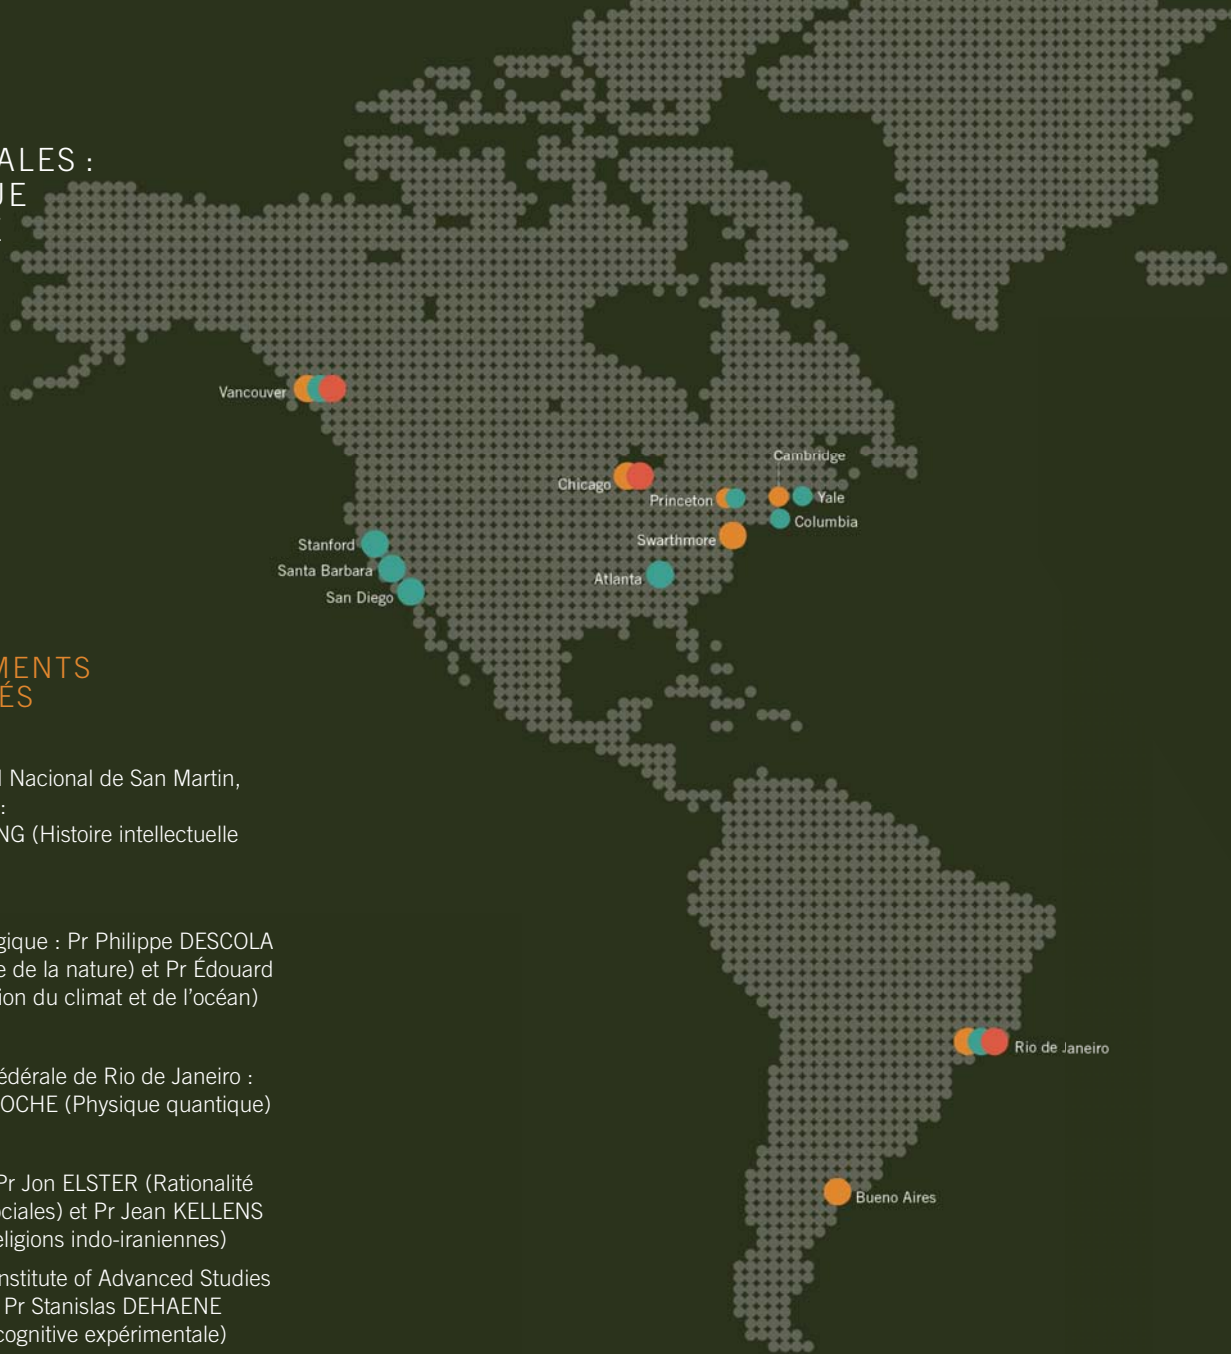 ALES :
UE
MENTS
ÉS
l Nacional de San Martin,
:
NG (Histoire intellectuelle
gique : Pr Philippe DESCOLA
e de la nature) et Pr Édouard
ion du climat et de l’océan)
édérale de Rio de Janeiro :
OCHE (Physique quantique)
Pr Jon ELSTER (Rationalité
ociales) et Pr Jean KELLENS
eligions indo-iraniennes)
nstitute of Advanced Studies
Pr Stanislas DEHAENE
cognitive expérimentale)
Vancouver
Chicago
Cambridge
Princeton
Yale
Columbia
Swarthmore
Stanford
Santa Barbara
San Diego
Atlanta
Rio de Janeiro
Bueno Aires